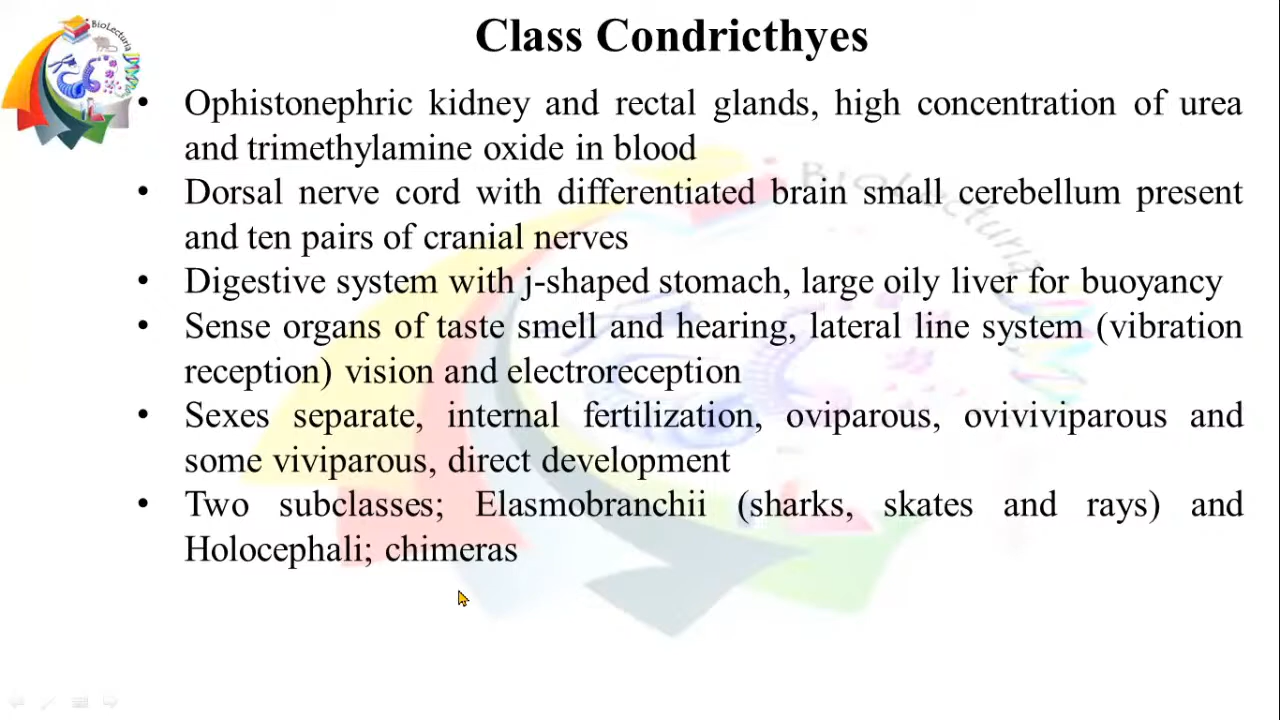 BioLecturia
Class Condricthyes
• Ophistonephric kidney and rectal glands, high concentration of urea
and trimethylamine oxide in blood
• Dorsal nerve cord with differentiated brain small cerebellum present
and ten pairs of cranial nerves
• Digestive system with j-shaped stomach, large oily liver for buoyancy
• Sense organs of taste smell and hearing, lateral line system (vibration
reception) vision and electroreception
• Sexes separate, internal fertilization, oviparous, oviviviparous and
some viviparous, direct development
• Two subclasses; Elasmobranchii (sharks, skates and rays) and
Holocephali; chimeras
BioLecturia